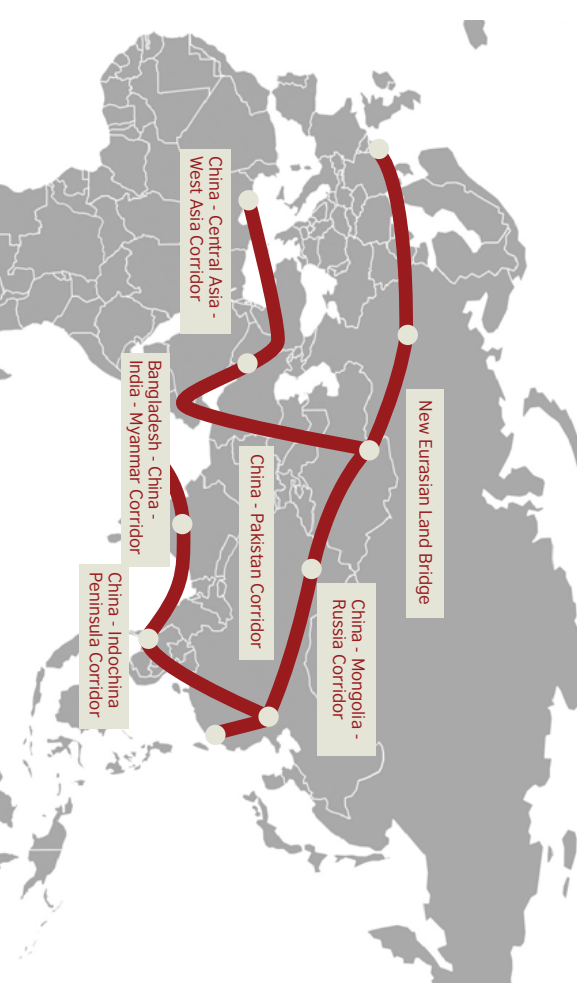 New Eurasian Land Bridge
China - Mongolia -
Russia Corridor
China - Pakistan Corridor
China - Central Asia -
West Asia Corridor
Bangladesh - China -
India - Myanmar Corridor
China - Indochina
Peninsula Corridor